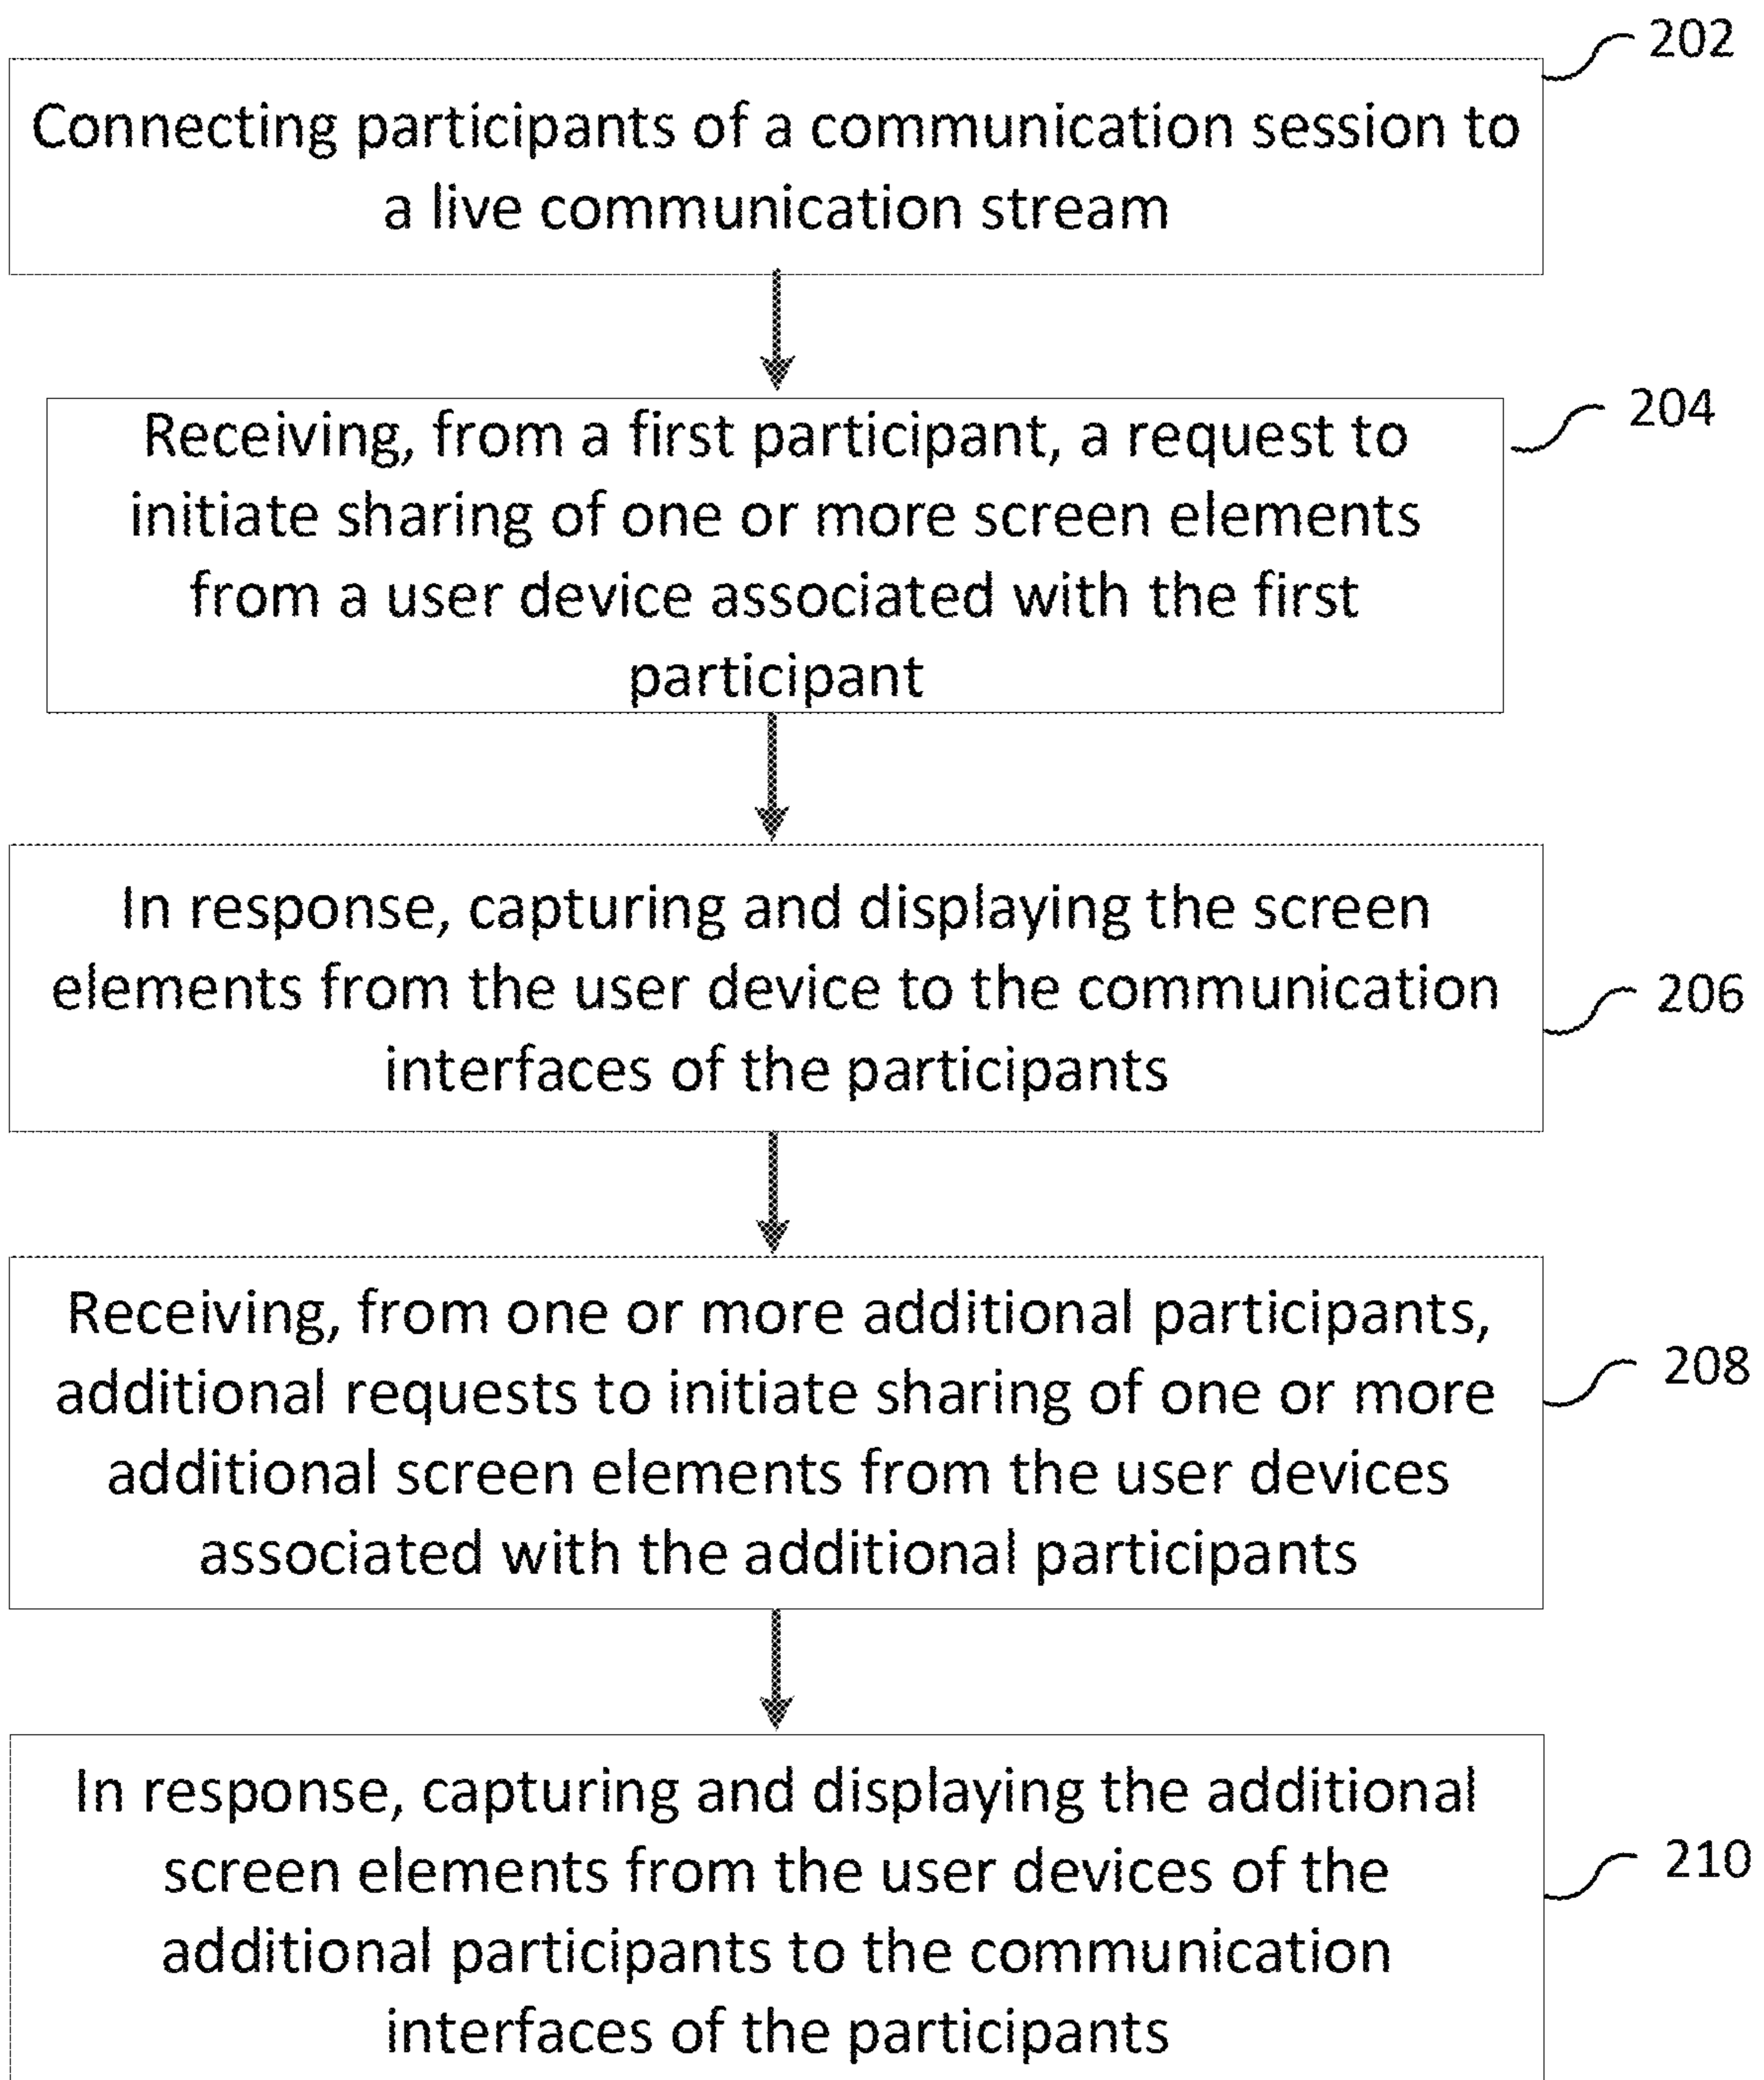 202
Connecting participants of a communication session to
a live communication stream
204
Receiving, from a first participant, a request to
initiate sharing of one or more screen elements
from a user device associated with the first
participant
In response, capturing and displaying the screen
elements from the user device to the communication
interfaces of the participants
206
Receiving, from one or more additional participants,
additional requests to initiate sharing of one or more
additional screen elements from the user devices
associated with the additional participants
208
In response, capturing and displaying the additional
screen elements from the user devices of the
additional participants to the communication
interfaces of the participants
210